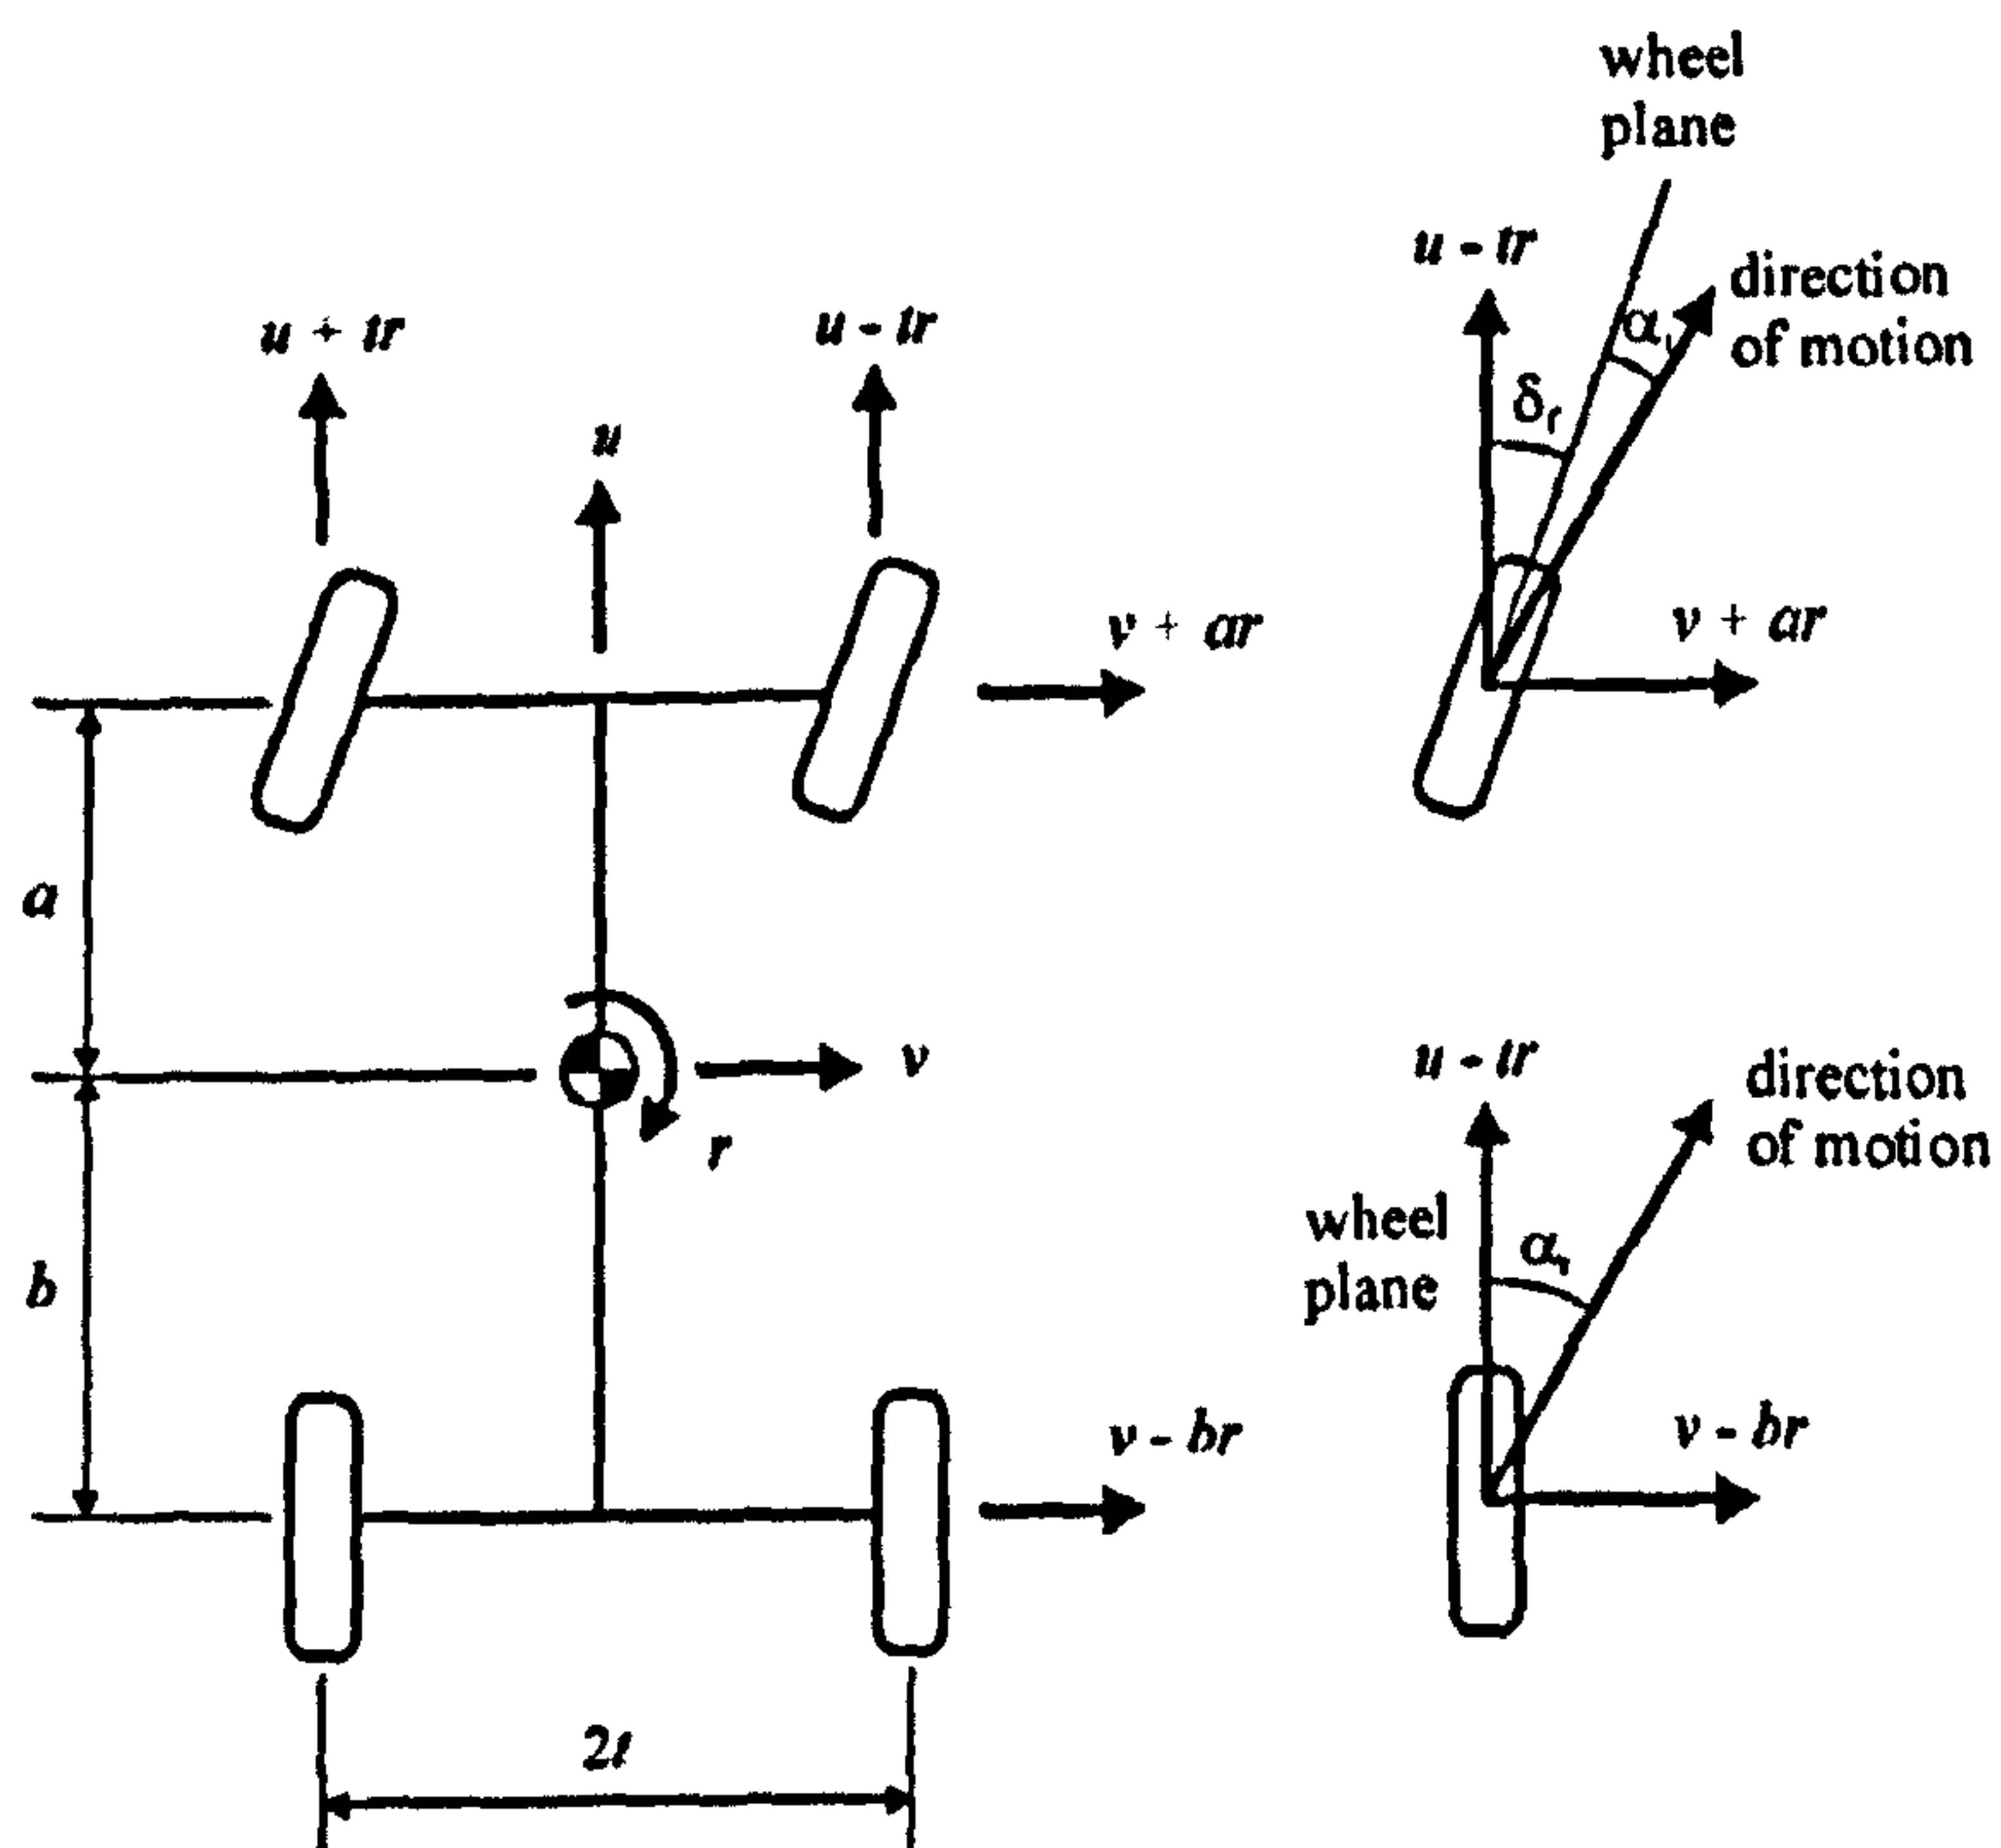 wheel
plane
u - tr
direction
of motion
α
δf
u + tr
u - tr
u
v + ar
v + ar
a
v
r
u - tr
direction
of motion
wheel
plane
αr
b
v - br
v - br
2t